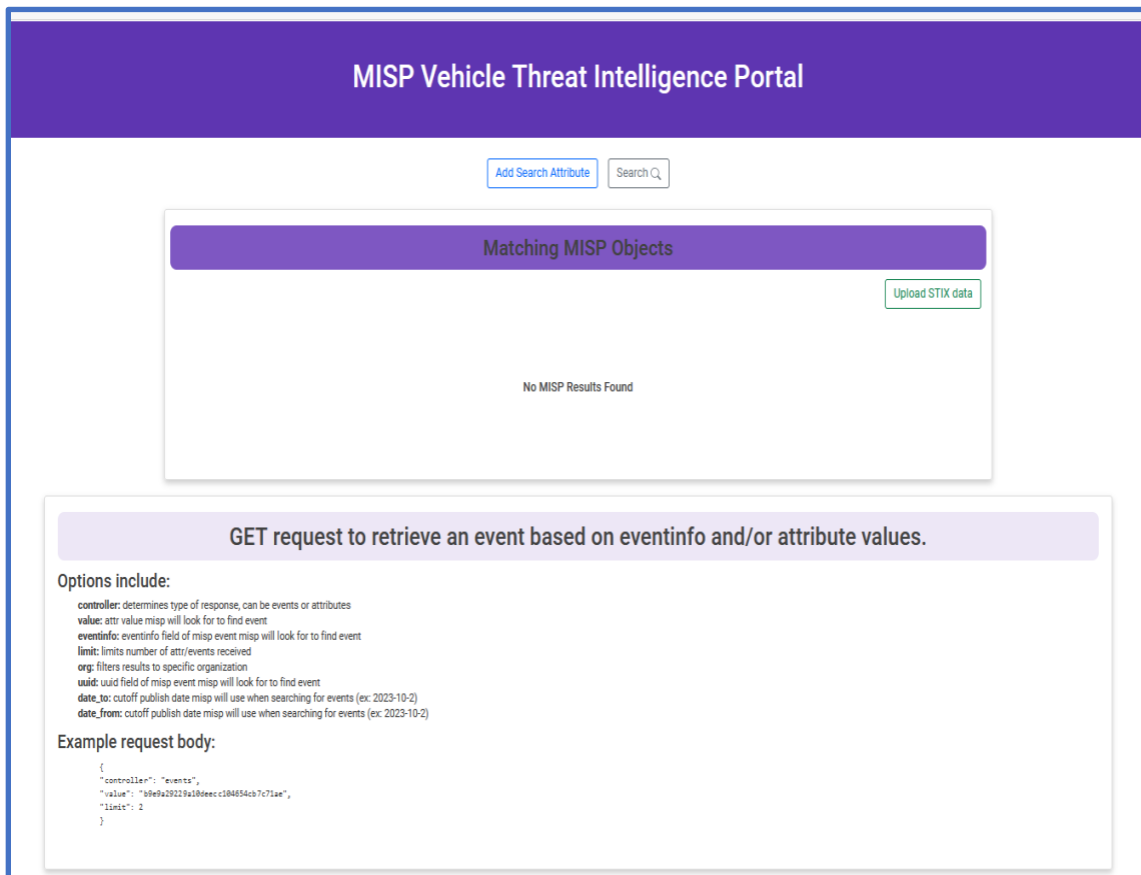 MISP Vehicle Threat Intelligence Portal
Add Search Attribute
Search
Matching MISP Objects
Upload STIX data
No MISP Results Found
GET request to retrieve an event based on eventinfo and/or attribute values.
Options include:
controller: determines type of response, can be events or attributes
value: attr value misp will look for to find event
eventinfo: eventinfo field of misp event misp will look for to find event
limit: limits number of attr/events received
org: filters results to specific organization
uuid: uuid field of misp event misp will look for to find event
date_to: cutoff publish date misp will use when searching for events (ex: 2023-10-2)
date_from: cutoff publish date misp will use when searching for events (ex: 2023-10-2)
Example request body:
{
"controller": "events",
"value": "b9e9a29229a10deecc104654cb7c71ae",
"limit": 2
}